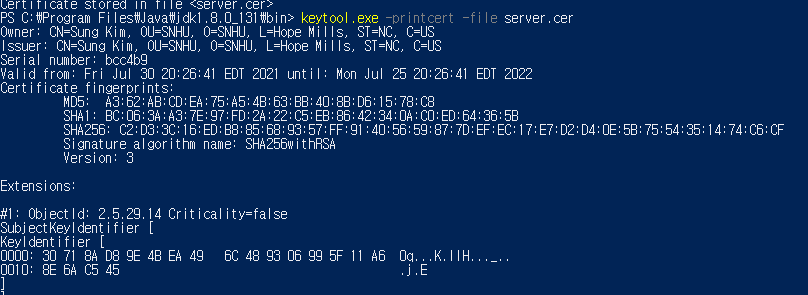 Certificate stored in file <server.cer>
PS C:₩Program Files₩Java₩jdk1.8.0_131₩bin> keytool.exe -printcert -file server.cer
Owner: CN=Sung Kim, OU=SNHU, O=SNHU, L=Hope Mills, ST=NC, C=US
Issuer: CN=Sung Kim, OU=SNHU, O=SNHU, L=Hope Mills, ST=NC, C=US
Serial number: bcc4b9
Valid from: Fri Jul 30 20:26:41 EDT 2021 until: Mon Jul 25 20:26:41 EDT 2022
Certificate fingerprints:
MD5: A3:62:AB:CD:EA:75:A5:4B:63:BB:40:8B:D6:15:78:C8
SHA1: BC:06:3A:A3:7E:97:FD:2A:22:C5:EB:86:42:34:0A:C0:ED:64:36:5B
SHA256: C2:D3:3C:16:ED:B8:85:68:93:57:FF:91:40:56:59:87:7D:EF:EC:17:E7:D2:D4:0E:5B:75:54:35:14:74:C6:CF
Signature algorithm name: SHA256withRSA
Version: 3
Extensions:
#1: ObjectId: 2.5.29.14 Criticality=false
SubjectKeyIdentifier [
KeyIdentifier [
0000: 30 71 8A D8 9E 4B EA 49 6C 48 93 06 99 5F 11 A6 0q...K.IlH..._..
0010: 8E 6A C5 45 .j.E
]
]